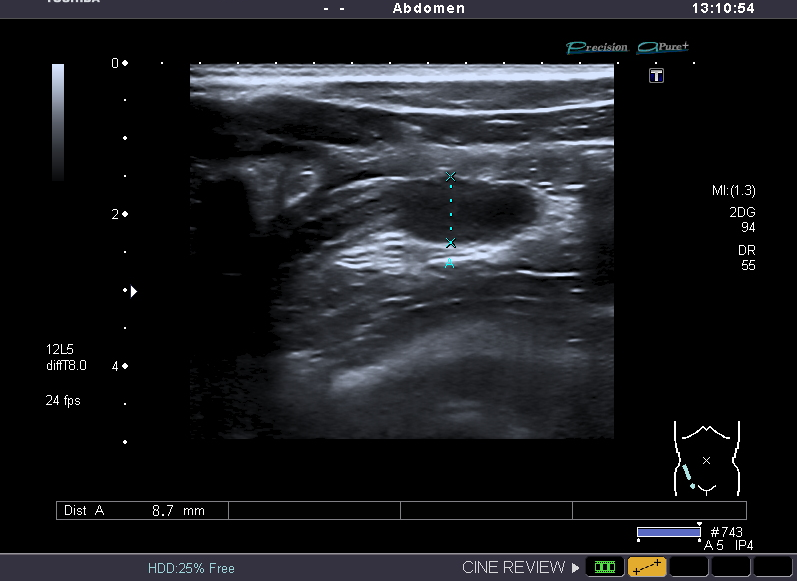 - - Abdomen 13:10:54
Precision APure+
0
T
2
MI:(1.3)
2DG
94
DR
55
A
12L5
diffT8.0
4
24 fps
Dist A 8.7 mm
#743
A 5 IP4
HDD:25% Free CINE REVIEW